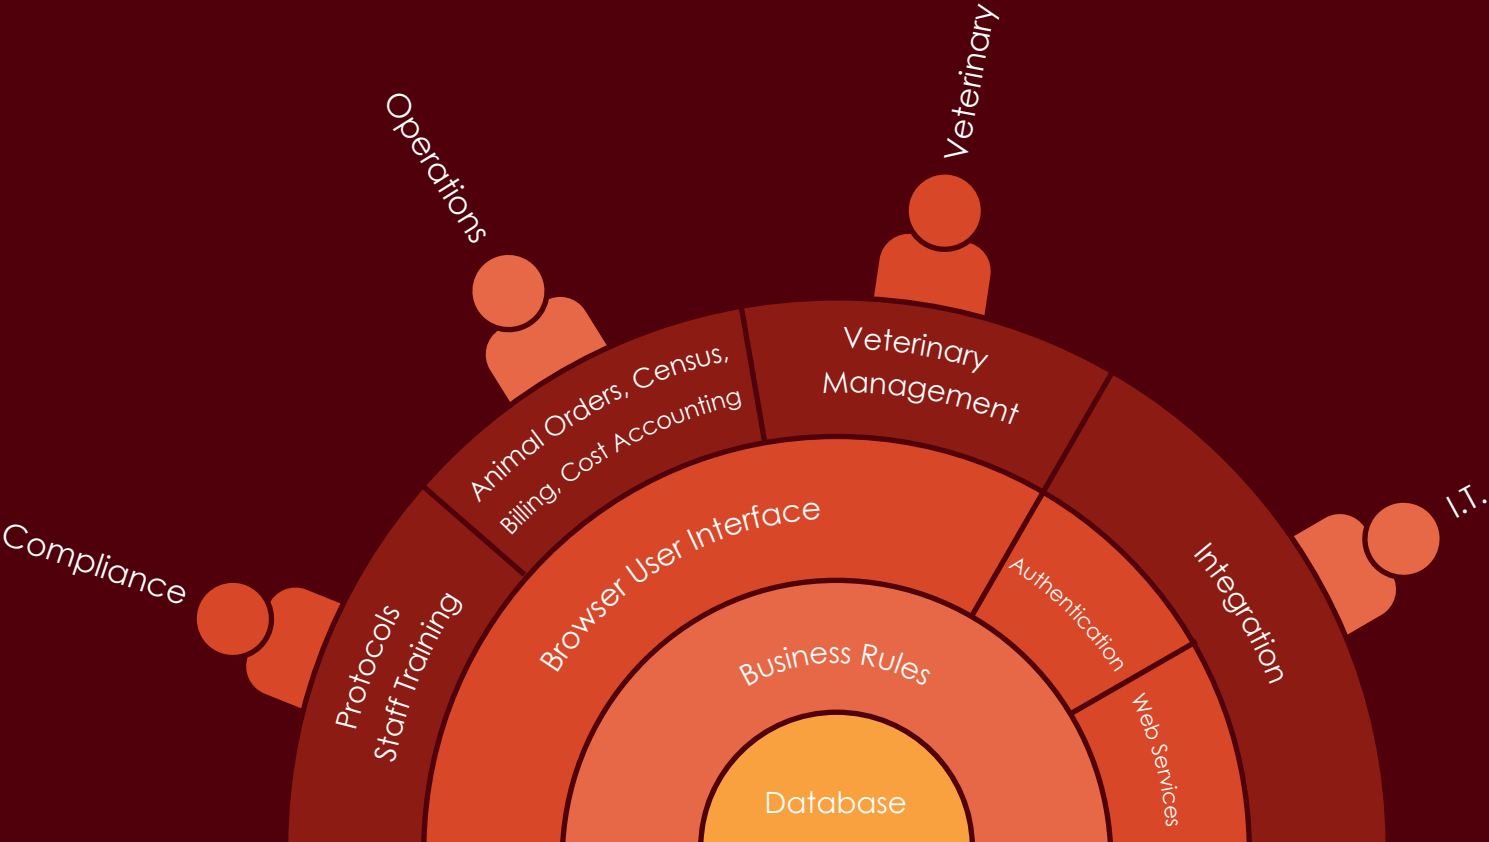 Compliance
Operations
Veterinary
I.T.
Protocols
Staff Training
Animal Orders, Census,
Billing, Cost Accounting
Veterinary
Management
Integration
Browser User Interface
Authentication
Web Services
Business Rules
Database